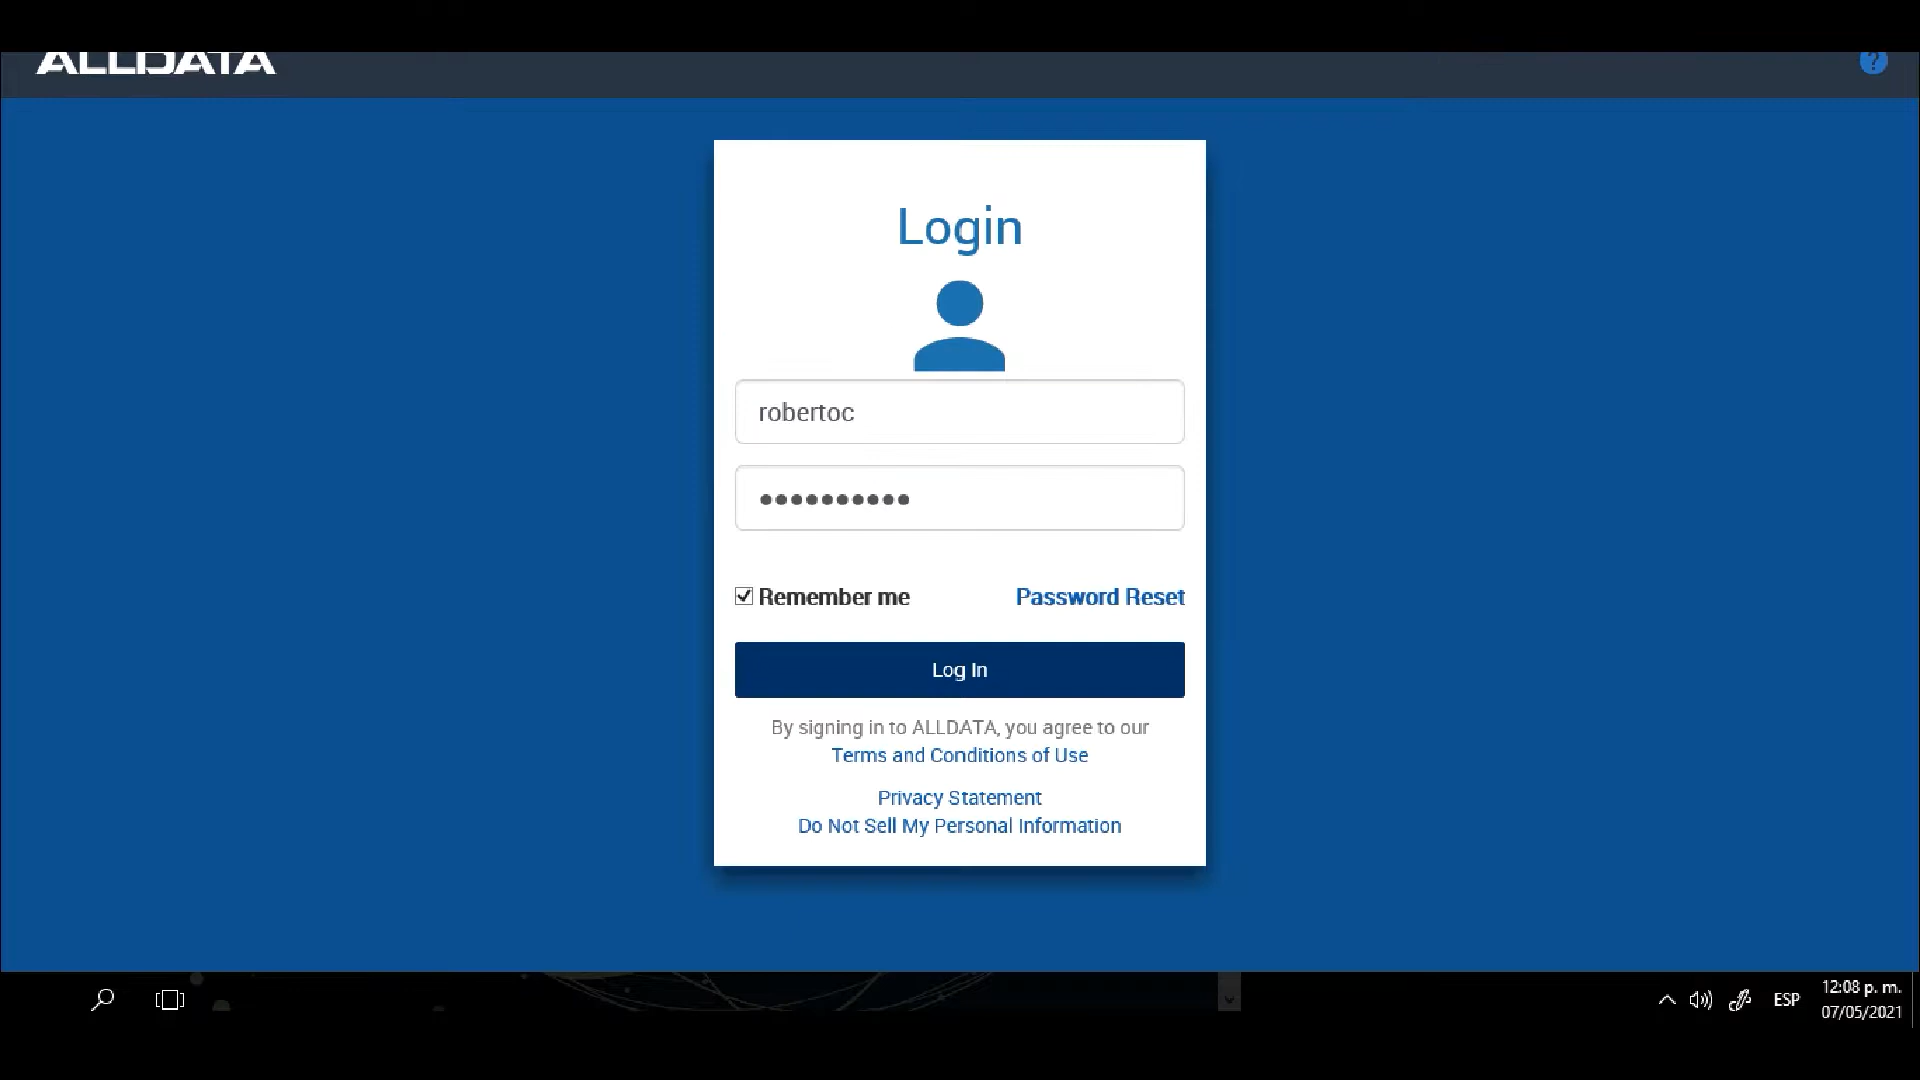 ALLDATA
?
Login
robertoc
Remember me
Password Reset
Log In
By signing in to ALLDATA, you agree to our
Terms and Conditions of Use
Privacy Statement
Do Not Sell My Personal Information
ESP
12:08 p. m.
07/05/2021